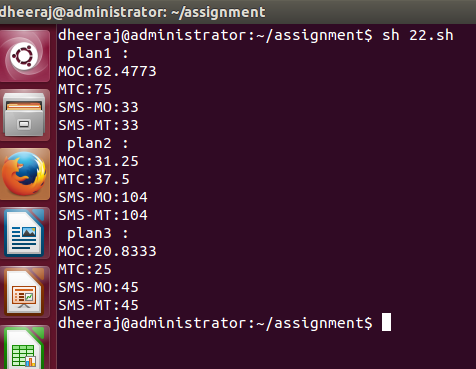 dheeraj@administrator: ~/assignment
dheeraj@administrator:~/assignment$ sh 22.sh
 plan1 :
MOC:62.4773
MTC:75
SMS-MO:33
SMS-MT:33
 plan2 :
MOC:31.25
MTC:37.5
SMS-MO:104
SMS-MT:104
 plan3 :
MOC:20.8333
MTC:25
SMS-MO:45
SMS-MT:45
dheeraj@administrator:~/assignment$